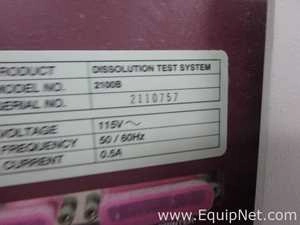 PRODUCT DISSOLUTION TEST SYSTEM
MODEL NO. 2100B
SERIAL NO. 2110757
VOLTAGE 115V ~
FREQUENCY 50 / 60Hz
CURRENT 0.5A
www.EquipNet.com